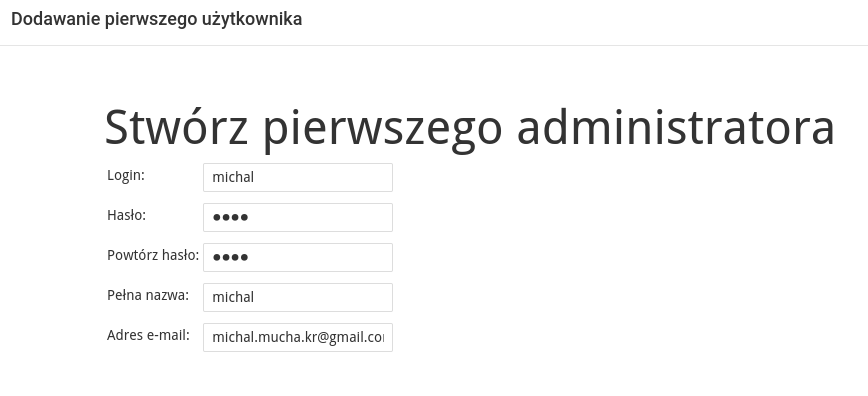 Dodawanie pierwszego użytkownika
Stwórz pierwszego administratora
Login: michal
Hasło: ●●●●
Powtórz hasło: ●●●●
Pełna nazwa: michal
Adres e-mail: michal.mucha.kr@gmail.co